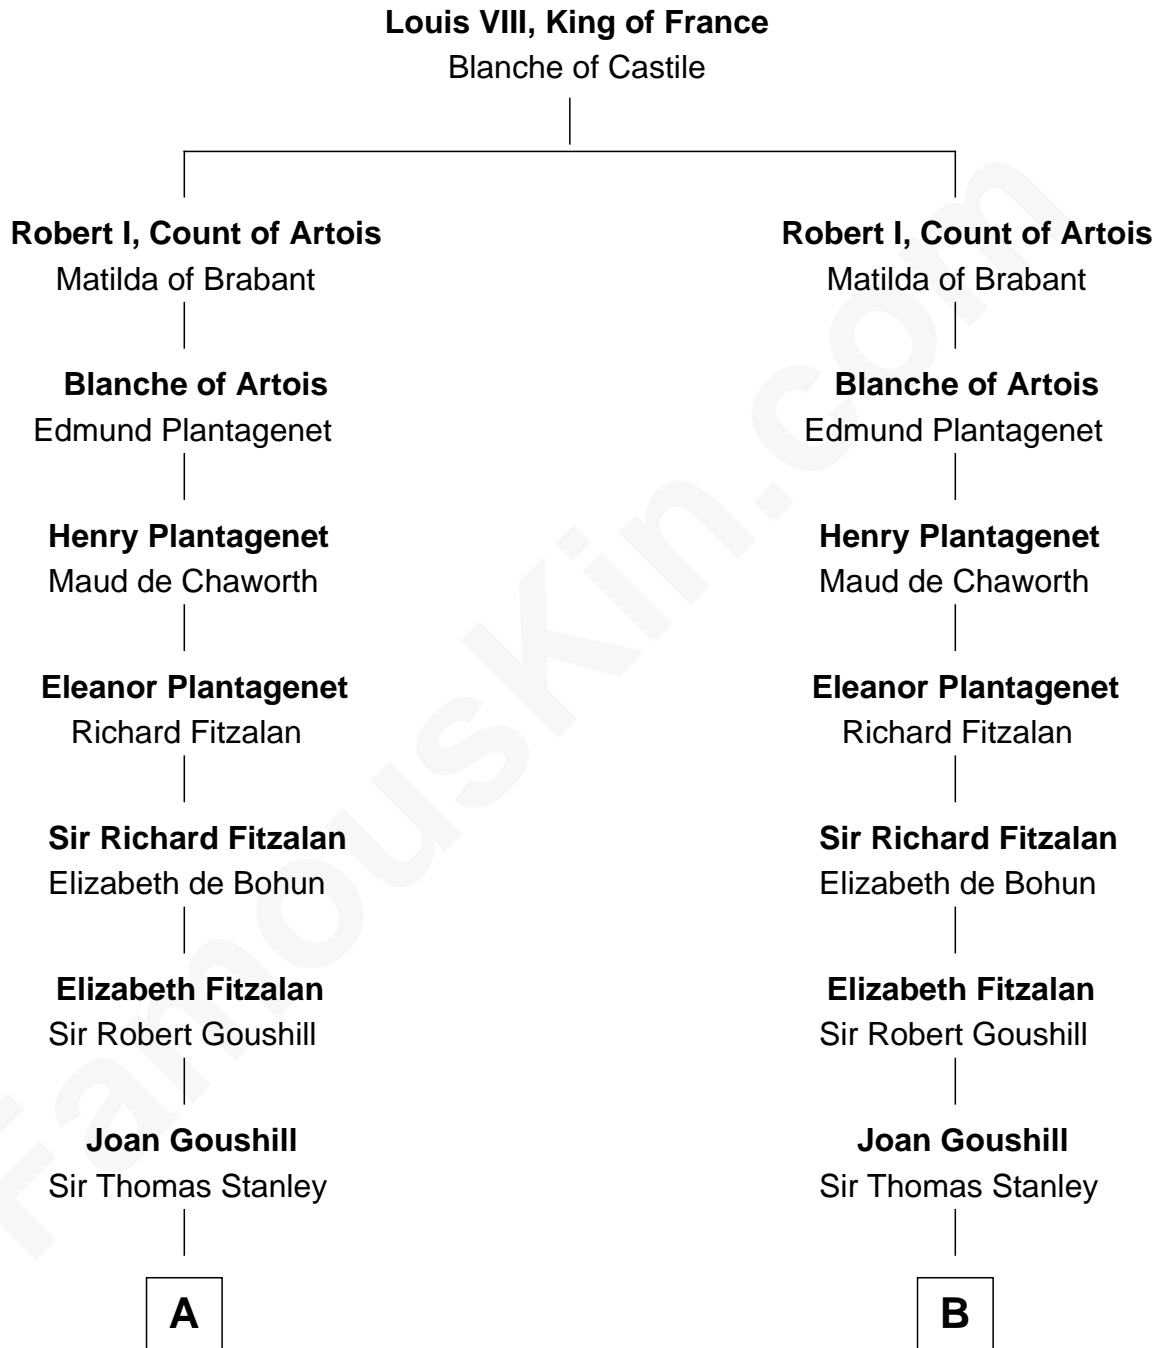 Louis VIII, King of France
Blanche of Castile
Robert I, Count of Artois
Matilda of Brabant
Robert I, Count of Artois
Matilda of Brabant
Blanche of Artois
Edmund Plantagenet
Blanche of Artois
Edmund Plantagenet
Henry Plantagenet
Maud de Chaworth
Henry Plantagenet
Maud de Chaworth
Eleanor Plantagenet
Richard Fitzalan
Eleanor Plantagenet
Richard Fitzalan
Sir Richard Fitzalan
Elizabeth de Bohun
Sir Richard Fitzalan
Elizabeth de Bohun
Elizabeth Fitzalan
Sir Robert Goushill
Elizabeth Fitzalan
Sir Robert Goushill
Joan Goushill
Sir Thomas Stanley
Joan Goushill
Sir Thomas Stanley
A
B
FamousKin.com